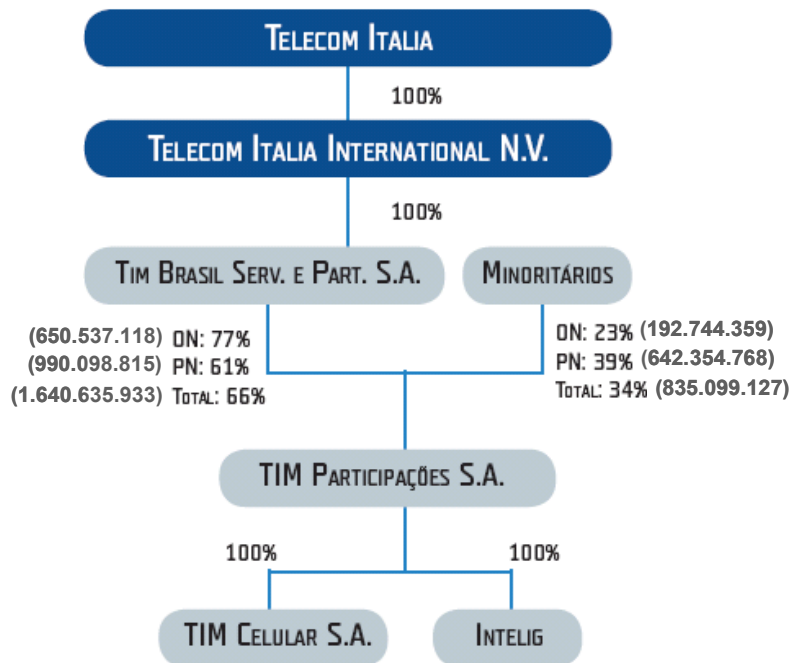 TELECOM ITALIA
100%
TELECOM ITALIA INTERNATIONAL N.V.
100%
TIM BRASIL SERV. E PART. S.A.
MINORITÁRIOS
(650.537.118) ON: 77%
(990.098.815) PN: 61%
(1.640.635.933) TOTAL: 66%
ON: 23% (192.744.359)
PN: 39% (642.354.768)
TOTAL: 34% (835.099.127)
TIM PARTICIPAÇÕES S.A.
100%
100%
TIM CELULAR S.A.
INTELIG